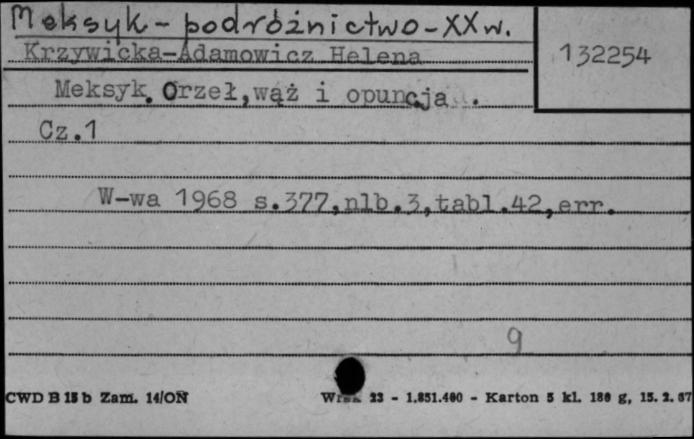 Meksyk - podróżnictwo - XX w.
Krzywicka-Adamowicz Helena
132254
Meksyk. Orzeł,wąż i opuncja .
Cz.1
W-wa 1968 s.377,nlb.3,tabl.42,err.
9
CWD B 15 b Zam. 14/ON
23 - 1.851.400 - Karton 5 kl. 180 g, 15. 2. 67